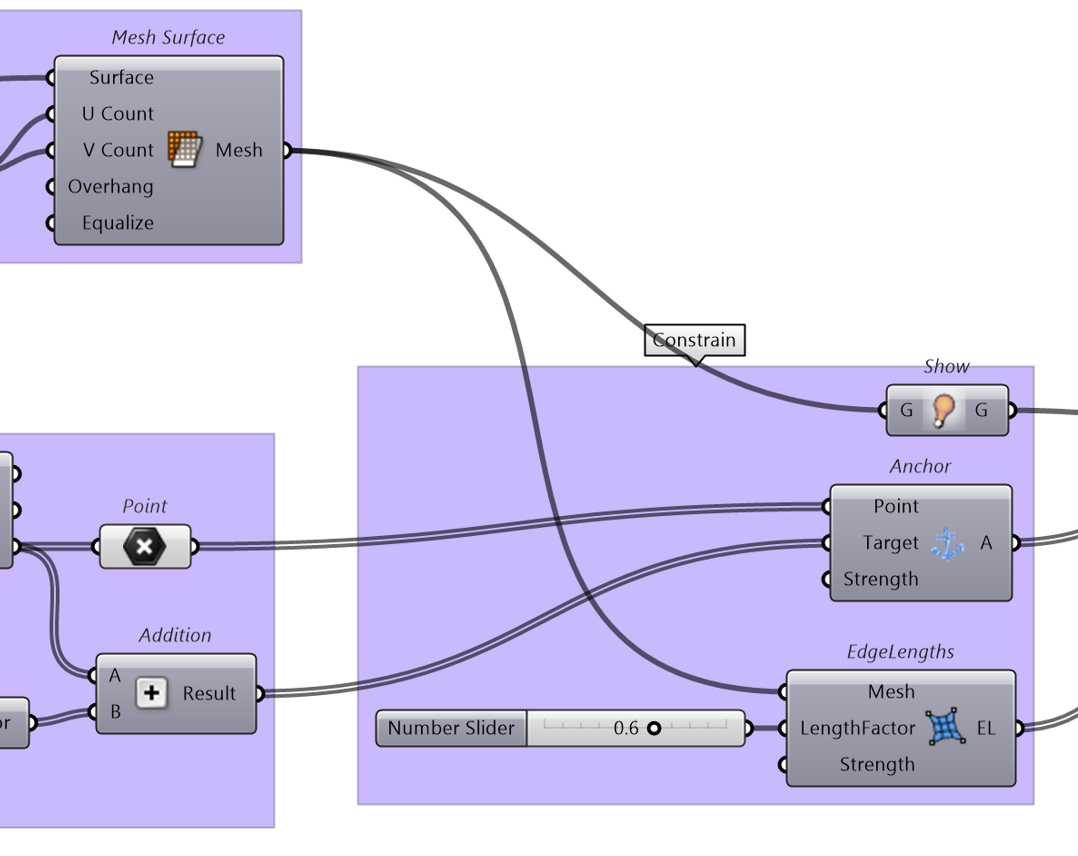 Mesh Surface
Surface
U Count
V Count
Mesh
Overhang
Equalize
Constrain
Show
G
G
Anchor
Point
Point
Target
A
Strength
Addition
A
Result
B
or
EdgeLengths
Mesh
Number Slider
0.6
LengthFactor
EL
Strength